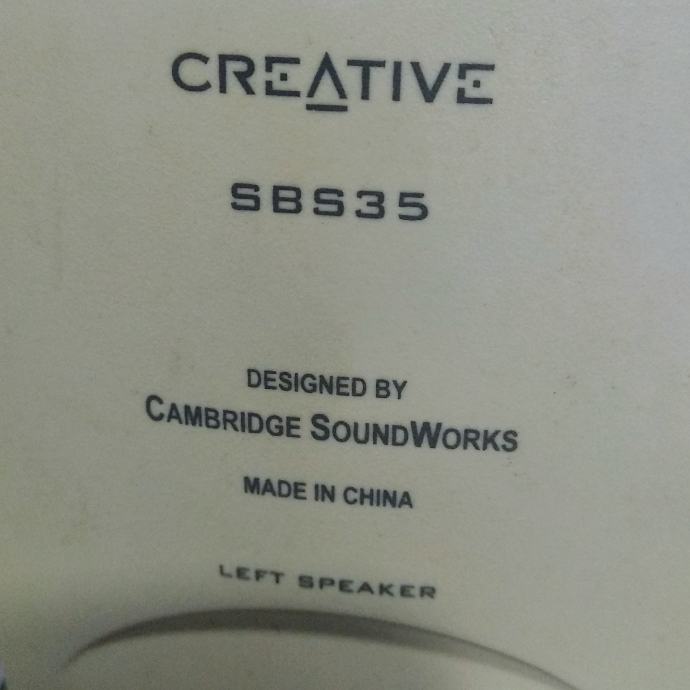 CREATIVE
SBS35
DESIGNED BY
CAMBRIDGE SOUNDWORKS
MADE IN CHINA
LEFT SPEAKER